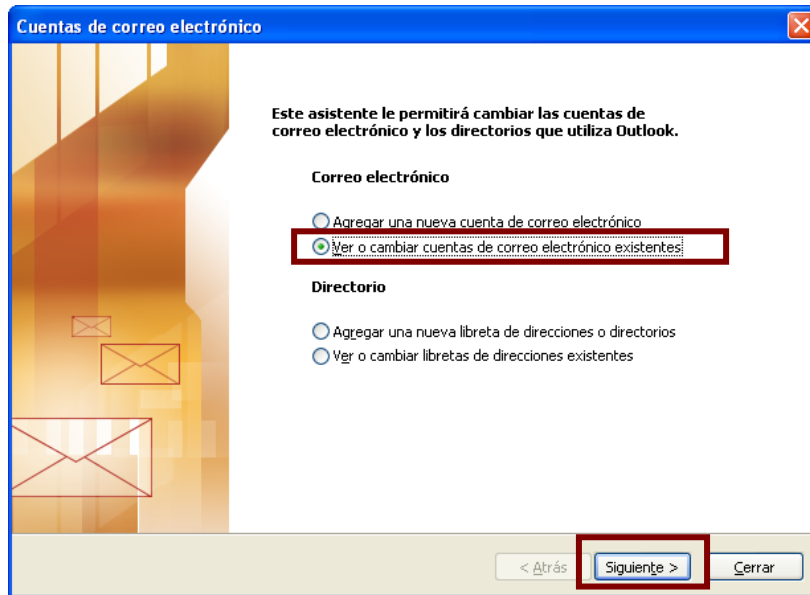 Cuentas de correo electrónico
Este asistente le permitirá cambiar las cuentas de
correo electrónico y los directorios que utiliza Outlook.
Correo electrónico
Agregar una nueva cuenta de correo electrónico
Ver o cambiar cuentas de correo electrónico existentes
Directorio
Agregar una nueva libreta de direcciones o directorios
Ver o cambiar libretas de direcciones existentes
< Atrás
Siguiente >
Cerrar